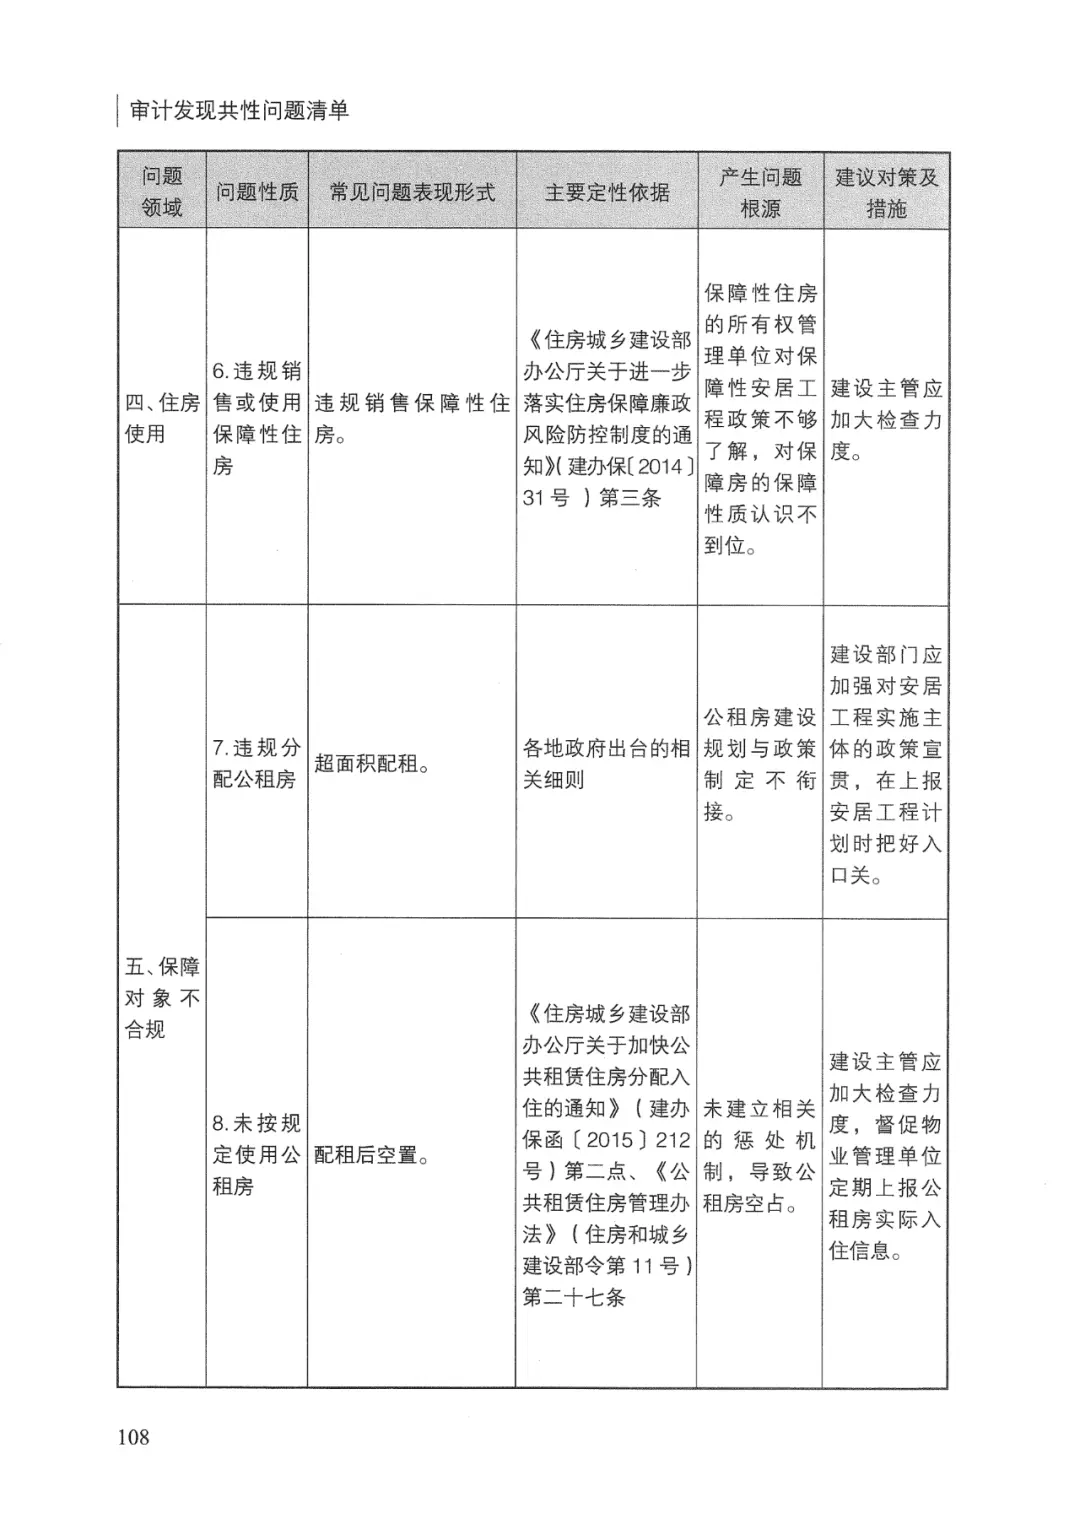 审计发现共性问题清单
问题
领域
问题性质
常见问题表现形式
主要定性依据
产生问题
根源
建议对策及
措施
四、住房
使用
6.违规销
售或使用
保障性住
房
违规销售保障性住
房。
《住房城乡建设部
办公厅关于进一步
落实住房保障廉政
风险防控制度的通
知》(建办保〔2014〕
31号)第三条
保障性住房
的所有权管
理单位对保
障性安居工
程政策不够
了解，对保
障房的保障
性质认识不
到位。
建设主管应
加大检查力
度。
五、保障
对象不
合规
7.违规分
配公租房
超面积配租。
各地政府出台的相
关细则
公租房建设
规划与政策
制定不衔
接。
建设部门应
加强对安居
工程实施主
体的政策宣
贯，在上报
安居工程计
划时把好入
口关。
8.未按规
定使用公
租房
配租后空置。
《住房城乡建设部
办公厅关于加快公
共租赁住房分配入
住的通知》(建办
保函〔2015〕212
号)第二点、《公
共租赁住房管理办
法》(住房和城乡
建设部令第11号)
第二十七条
未建立相关
的惩处机
制，导致公
租房空占。
建设主管应
加大检查力
度，督促物
业管理单位
定期上报公
租房实际入
住信息。
108